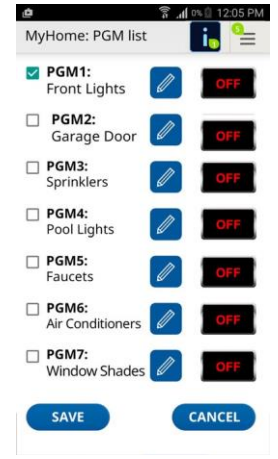 0% 12:05 PM
MyHome: PGM list
i
PGM1:
Front Lights
OFF
PGM2:
Garage Door
OFF
PGM3:
Sprinklers
OFF
PGM4:
Pool Lights
OFF
PGM5:
Faucets
OFF
PGM6:
Air Conditioners
OFF
PGM7:
Window Shades
OFF
SAVE CANCEL